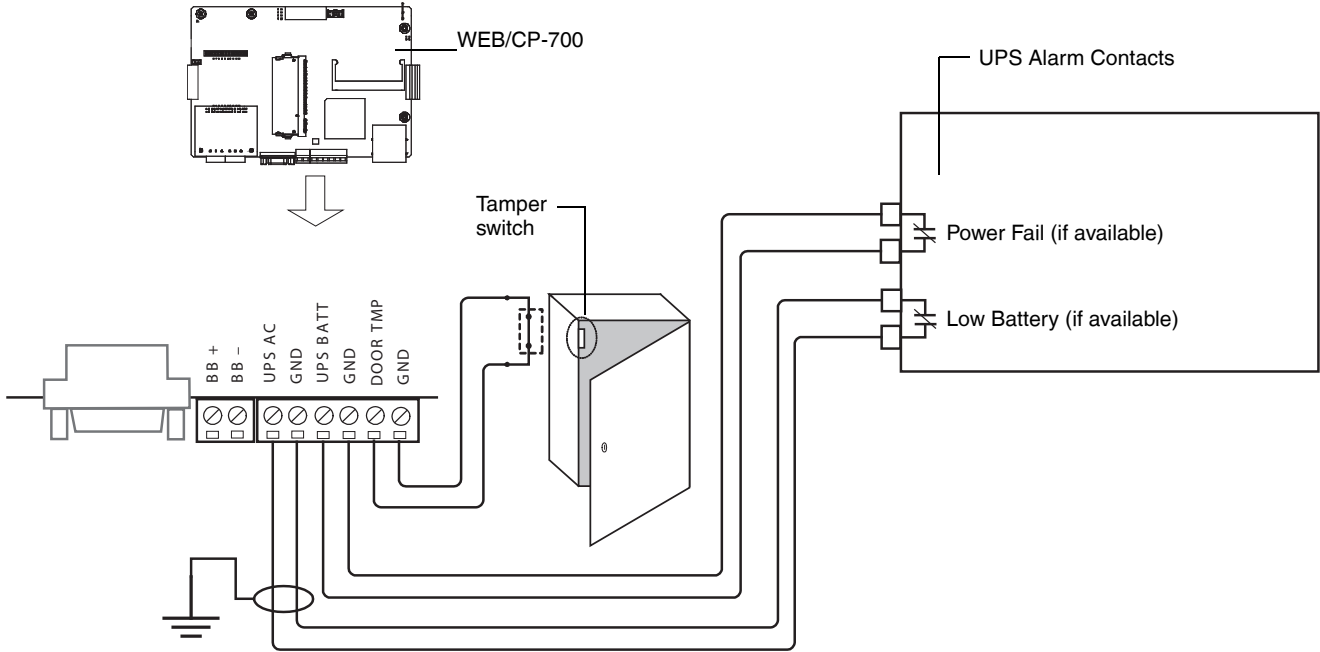 WEB/CP-700
UPS Alarm Contacts
Tamper
switch
Power Fail (if available)
Low Battery (if available)
BB +
BB –
UPS AC
GND
UPS BATT
GND
DOOR TMP
GND